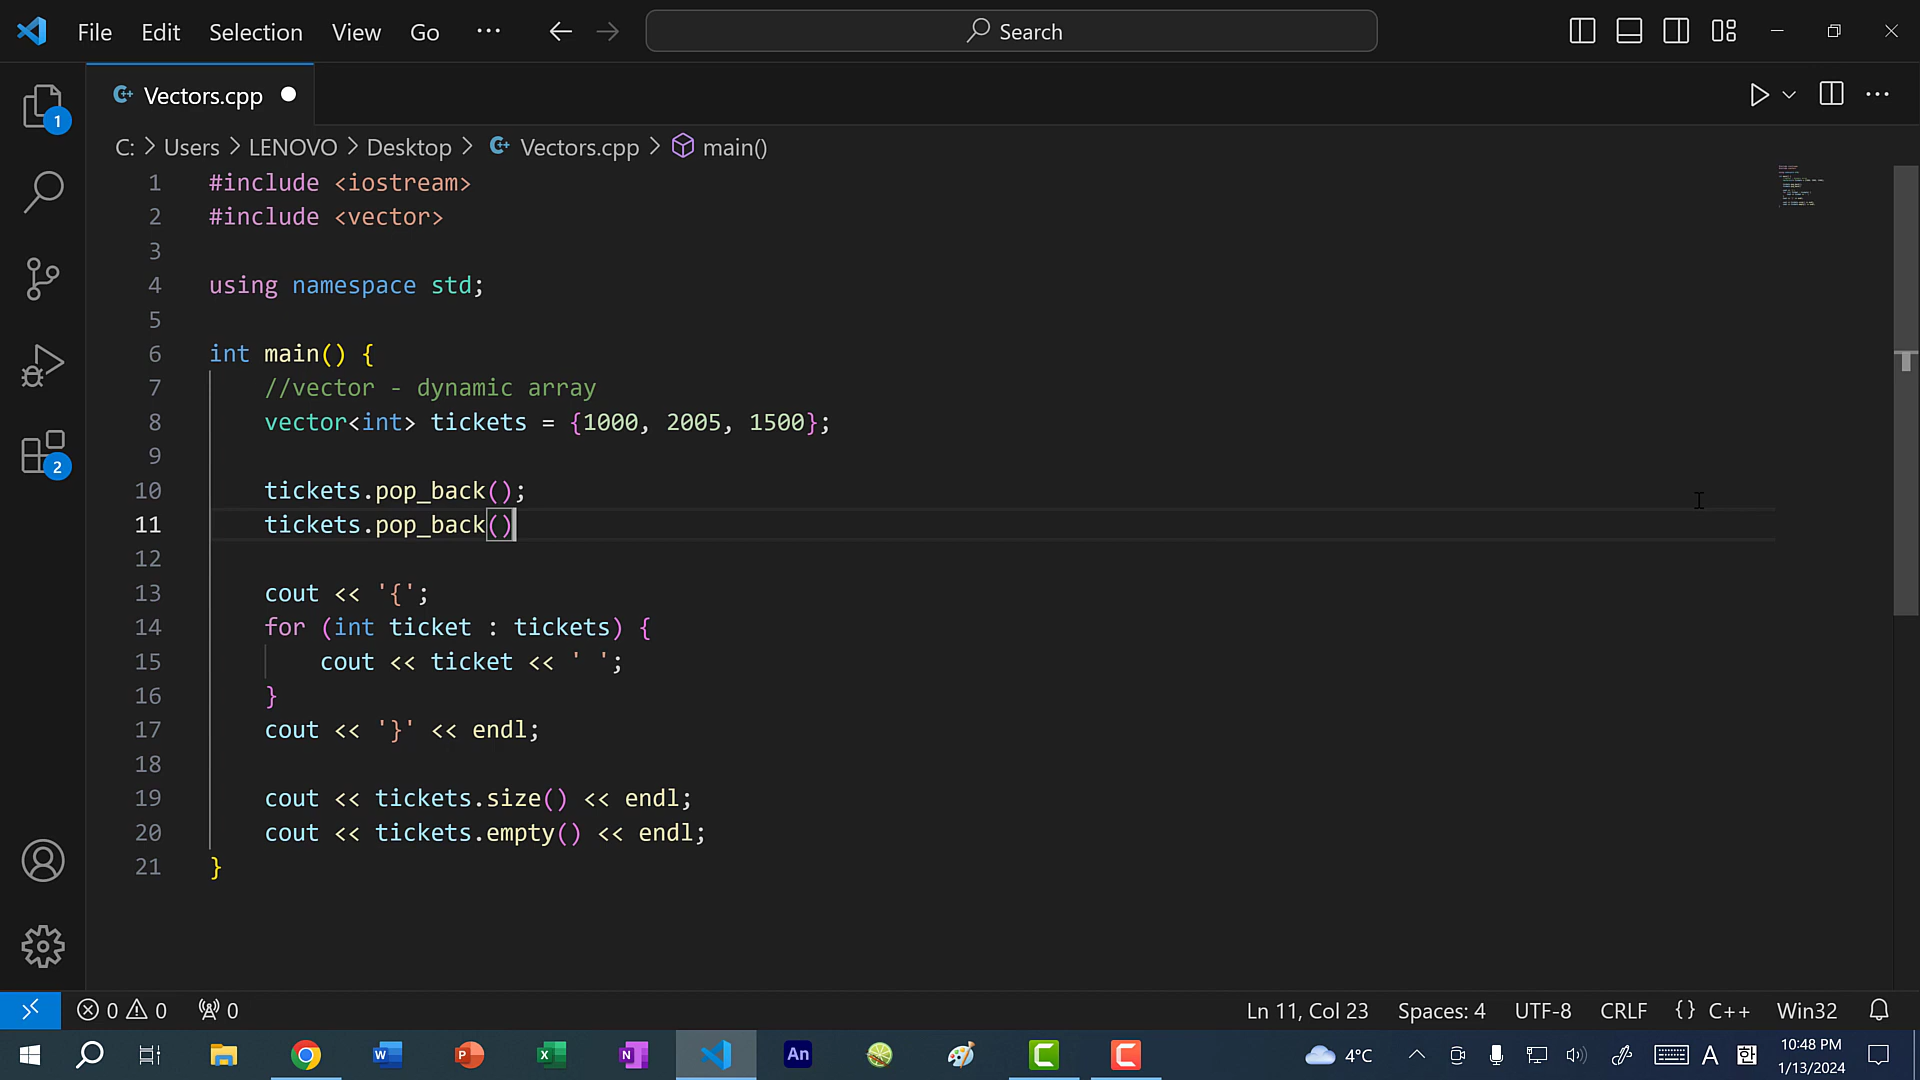 File Edit Selection View Go ··· Search
Vectors.cpp
C: > Users > LENOVO > Desktop > Vectors.cpp > main()
1 #include <iostream>
2 #include <vector>
3
4 using namespace std;
5
6 int main() {
7 //vector - dynamic array
8 vector<int> tickets = {1000, 2005, 1500};
9
10 tickets.pop_back();
11 tickets.pop_back()
12
13 cout << '{';
14 for (int ticket : tickets) {
15 cout << ticket << ' ';
16 }
17 cout << '}' << endl;
18
19 cout << tickets.size() << endl;
20 cout << tickets.empty() << endl;
21 }
1
2
0 0 0 Ln 11, Col 23 Spaces: 4 UTF-8 CRLF {} C++ Win32
W P X N An C C 4°C A 한 10:48 PM
1/13/2024